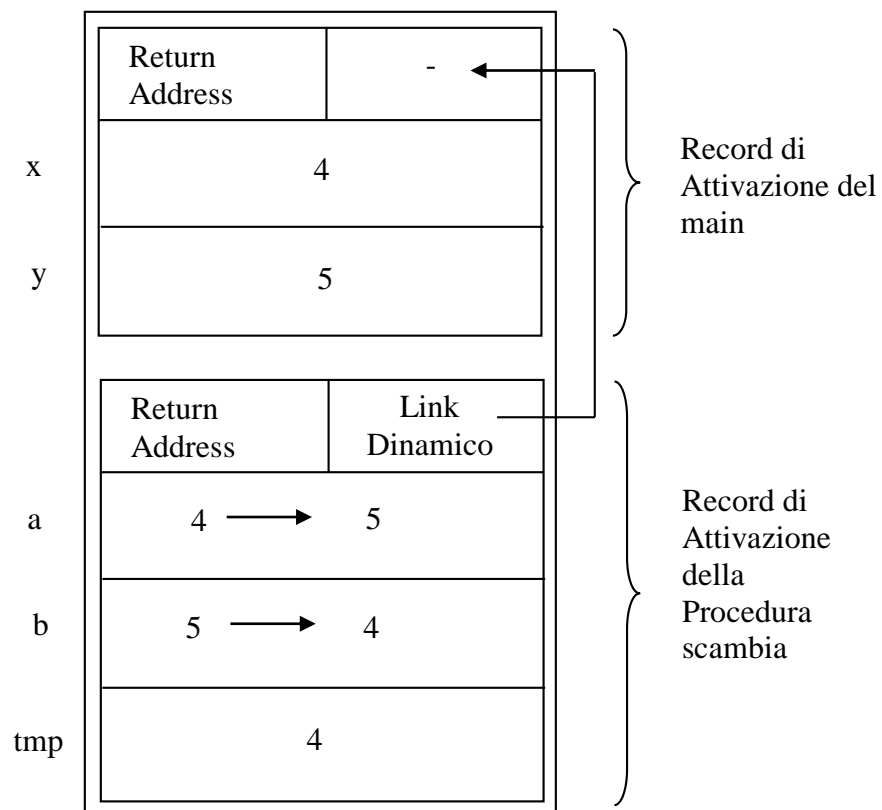 Return
Address
-
x
4
y
5
Record di
Attivazione del
main
Return
Address
Link
Dinamico
a
4
5
b
5
4
tmp
4
Record di
Attivazione
della
Procedura
scambia